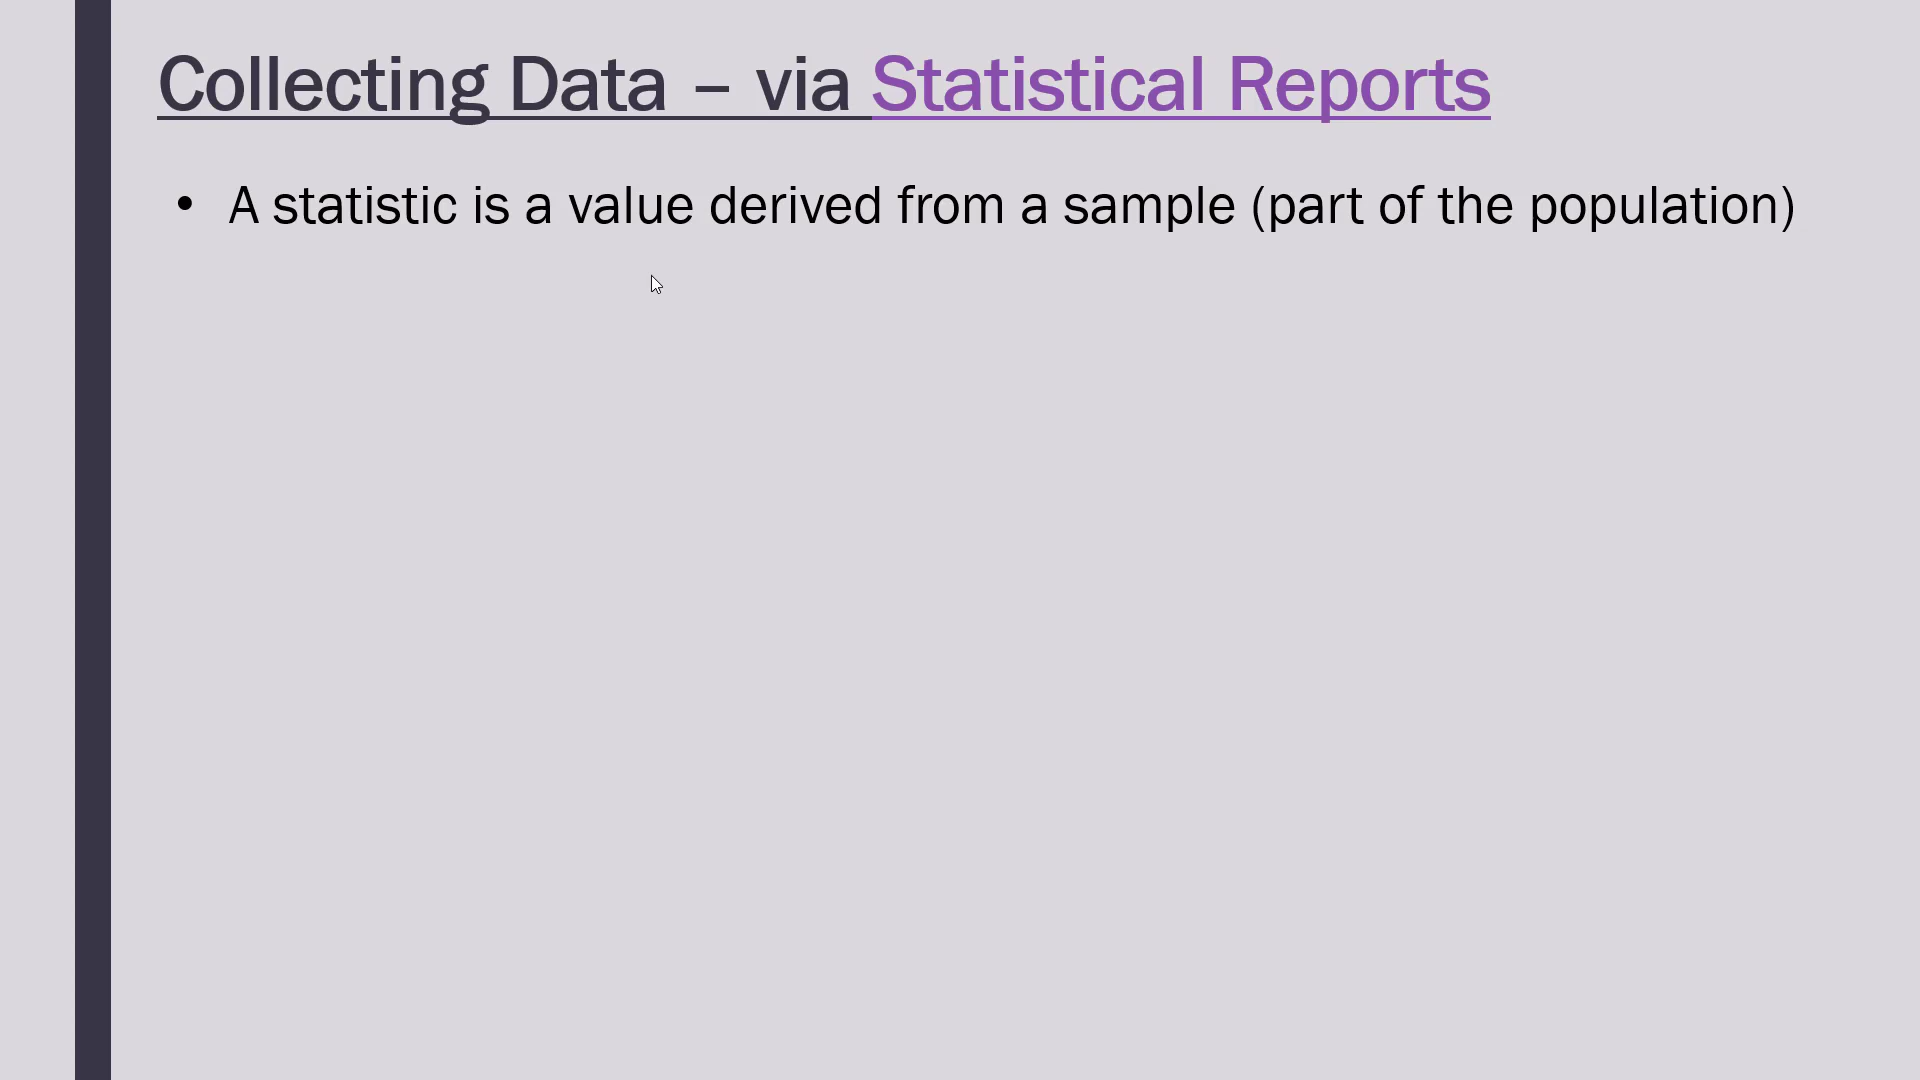 Collecting Data – via Statistical Reports
• A statistic is a value derived from a sample (part of the population)